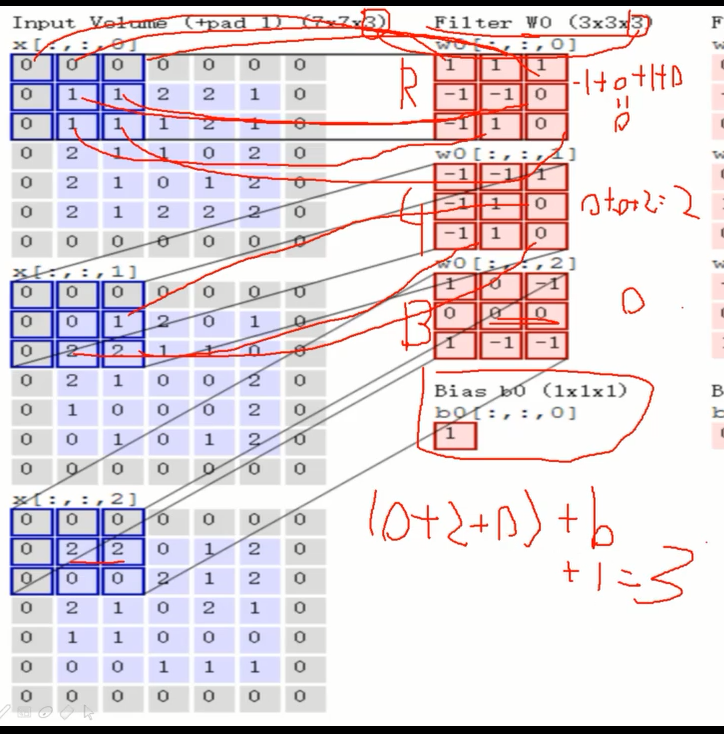 Input Volume (+pad 1) (7x7x3) Filter W0 (3x3x3) F
x[:,:,0] w0[:,:,0] w
0 0 0 0 0 0 0 1 1 1
0 1 1 2 2 1 0 R -1 -1 0 -1+0+1+0
0 1 1 1 2 1 0 -1 1 0 = 0
0 2 1 1 0 2 0 w0[:,:,1]
0 2 1 0 1 2 0 -1 -1 1
0 2 1 2 2 2 0 G -1 1 0 0+0+2=2
0 0 0 0 0 0 0 -1 1 0
x[:,:,1] w0[:,:,2]
0 0 0 0 0 0 0 1 0 -1
0 0 1 2 0 1 0 B 0 0 0 0
0 2 2 1 1 0 0 1 -1 -1
0 2 1 0 0 2 0 Bias b0 (1x1x1)
0 1 0 0 0 2 0 b0[:,:,0]
0 0 1 0 1 2 0 1
0 0 0 0 0 0 0
x[:,:,2]
0 0 0 0 0 0 0 (0+2+0)+b
0 2 2 0 1 2 0 +1=3
0 0 0 2 1 2 0
0 2 1 0 2 1 0
0 1 1 0 0 0 0
0 0 0 1 1 1 0
0 0 0 0 0 0 0